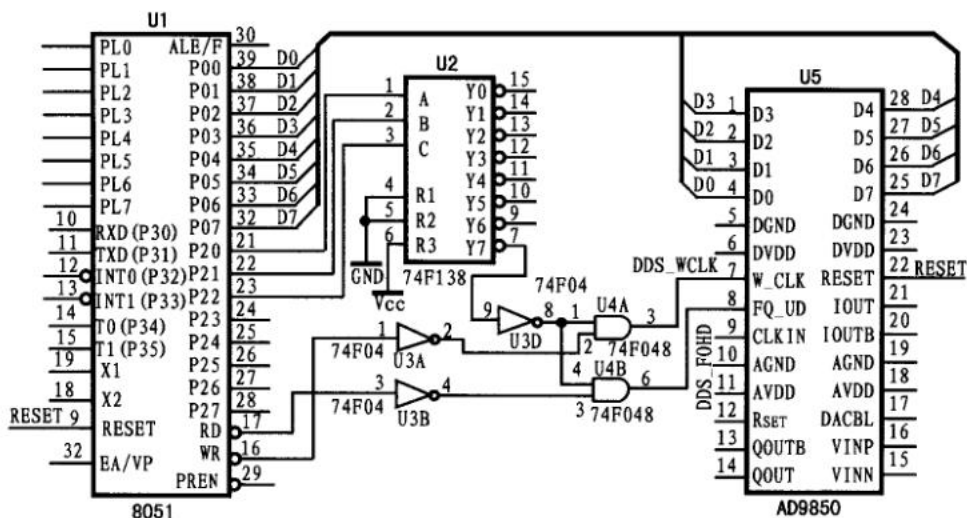 U1
PL0
PL1
PL2
PL3
PL4
PL5
PL6
PL7
10 RXD(P30)
11 TXD(P31)
12 INT0(P32)
13 INT1(P33)
14 T0(P34)
15 T1(P35)
19 X1
18 X2
RESET 9 RESET
32 EA/VP
ALE/F 30
P00 39 D0
P01 38 D1
P02 37 D2
P03 36 D3
P04 35 D4
P05 34 D5
P06 33 D6
P07 32 D7
P20 21
P21 22
P22 23
P23 24
P24 25
P25 26
P26 27
P27 28
RD 17
WR 16
PREN 29
8051
U2
1 A
2 B
3 C
4 R1
5 R2
6 R3
Y0 15
Y1 14
Y2 13
Y3 12
Y4 11
Y5 10
Y6 9
Y7 7
GND
Vcc
74F138
9 8
74F04
U3D
1 2
74F04 U3A
3 4
74F04 U3B
U4A
1
2
3
74F048
U4B
4
3
6
74F048
DDS_WCLK
DDS_FOHD
U5
D3 1 D3
D2 2 D2
D1 3 D1
D0 4 D0
5 DGND
6 DVDD
7 W_CLK
8 FQ_UD
9 CLKIN
10 AGND
11 AVDD
12 RSET
13 QOUTB
14 QOUT
D4 28 D4
D5 27 D5
D6 26 D6
D7 25 D7
DGND 24
DVDD 23
RESET 22 RESET
IOUT 21
IOUTB 20
AGND 19
AVDD 18
DACBL 17
VINP 16
VINN 15
AD9850